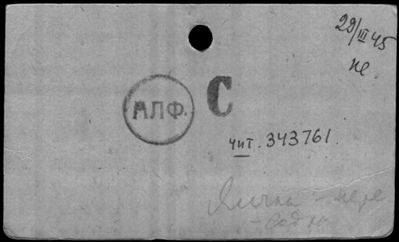 29/III 45
не.
АЛФ. С
чит. 343761.